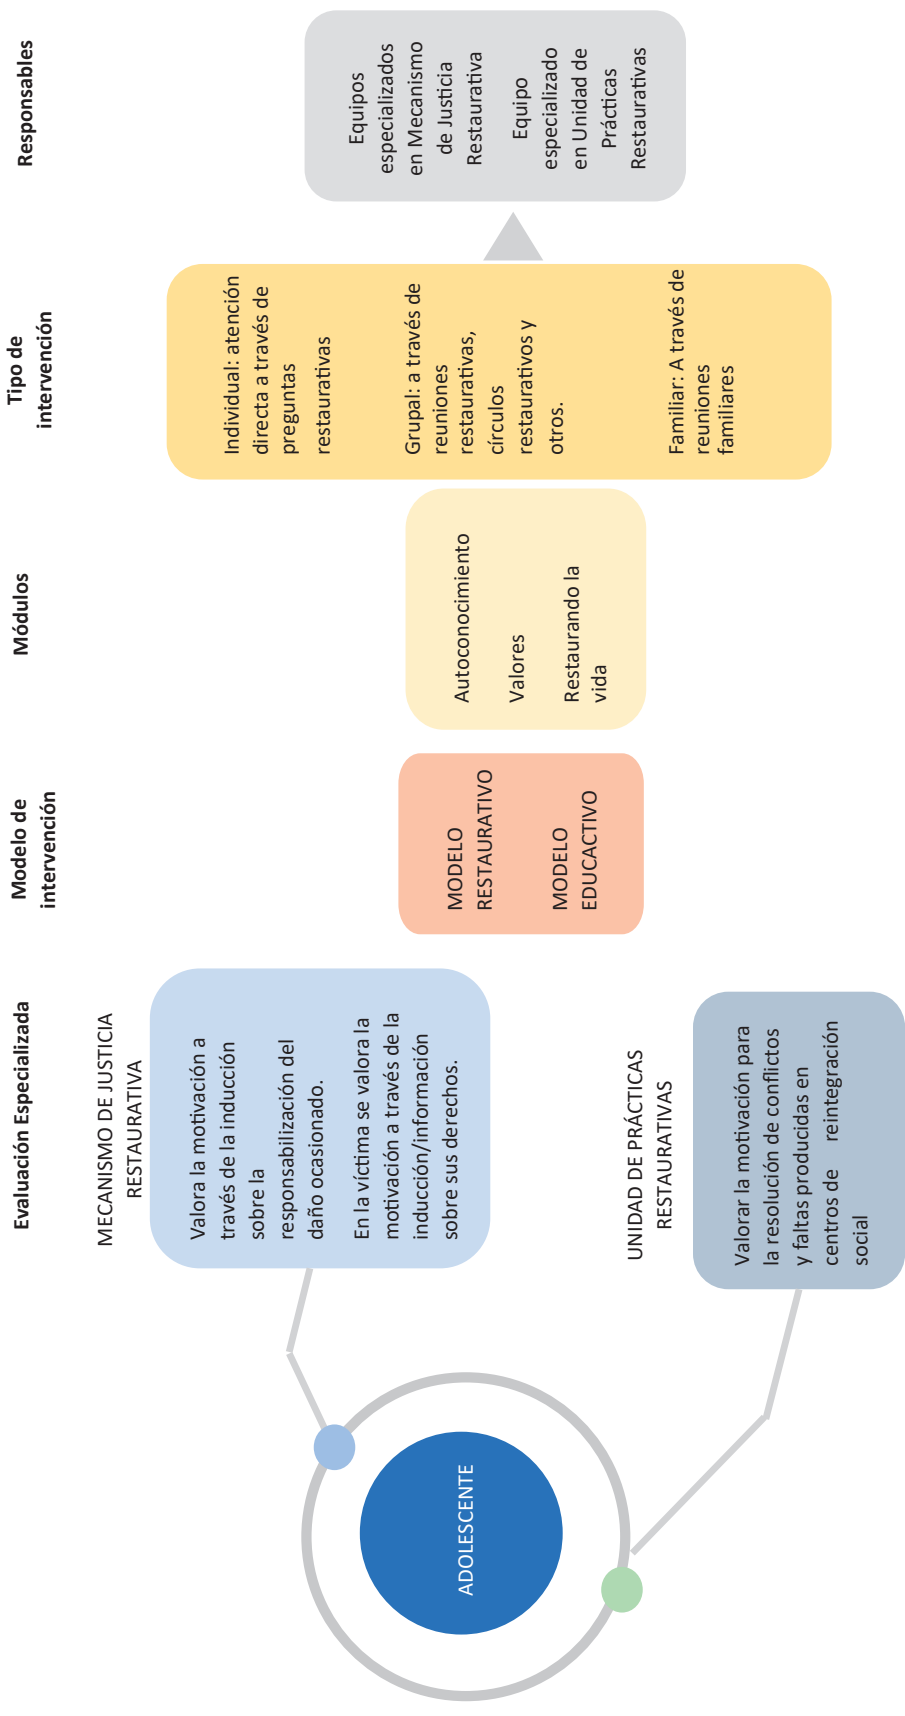 Evaluación Especializada
Modelo de
intervención
Módulos
Tipo de
intervención
Responsables
ADOLESCENTE
MECANISMO DE JUSTICIA
RESTAURATIVA
Valora la motivación a
través de la inducción
sobre la
responsabilización del
daño ocasionado.
En la víctima se valora la
motivación a través de la
inducción/información
sobre sus derechos.
UNIDAD DE PRÁCTICAS
RESTAURATIVAS
Valorar la motivación para
la resolución de conflictos
y faltas producidas en
centros de reintegración
social
MODELO
RESTAURATIVO
MODELO
EDUCACTIVO
Autoconocimiento
Valores
Restaurando la
vida
Individual: atención
directa a través de
preguntas
restaurativas
Grupal: a través de
reuniones
restaurativas,
círculos
restaurativos y
otros.
Familiar: A través de
reuniones
familiares
Equipos
especializados
en Mecanismo
de Justicia
Restaurativa
Equipo
especializado
en Unidad de
Prácticas
Restaurativas